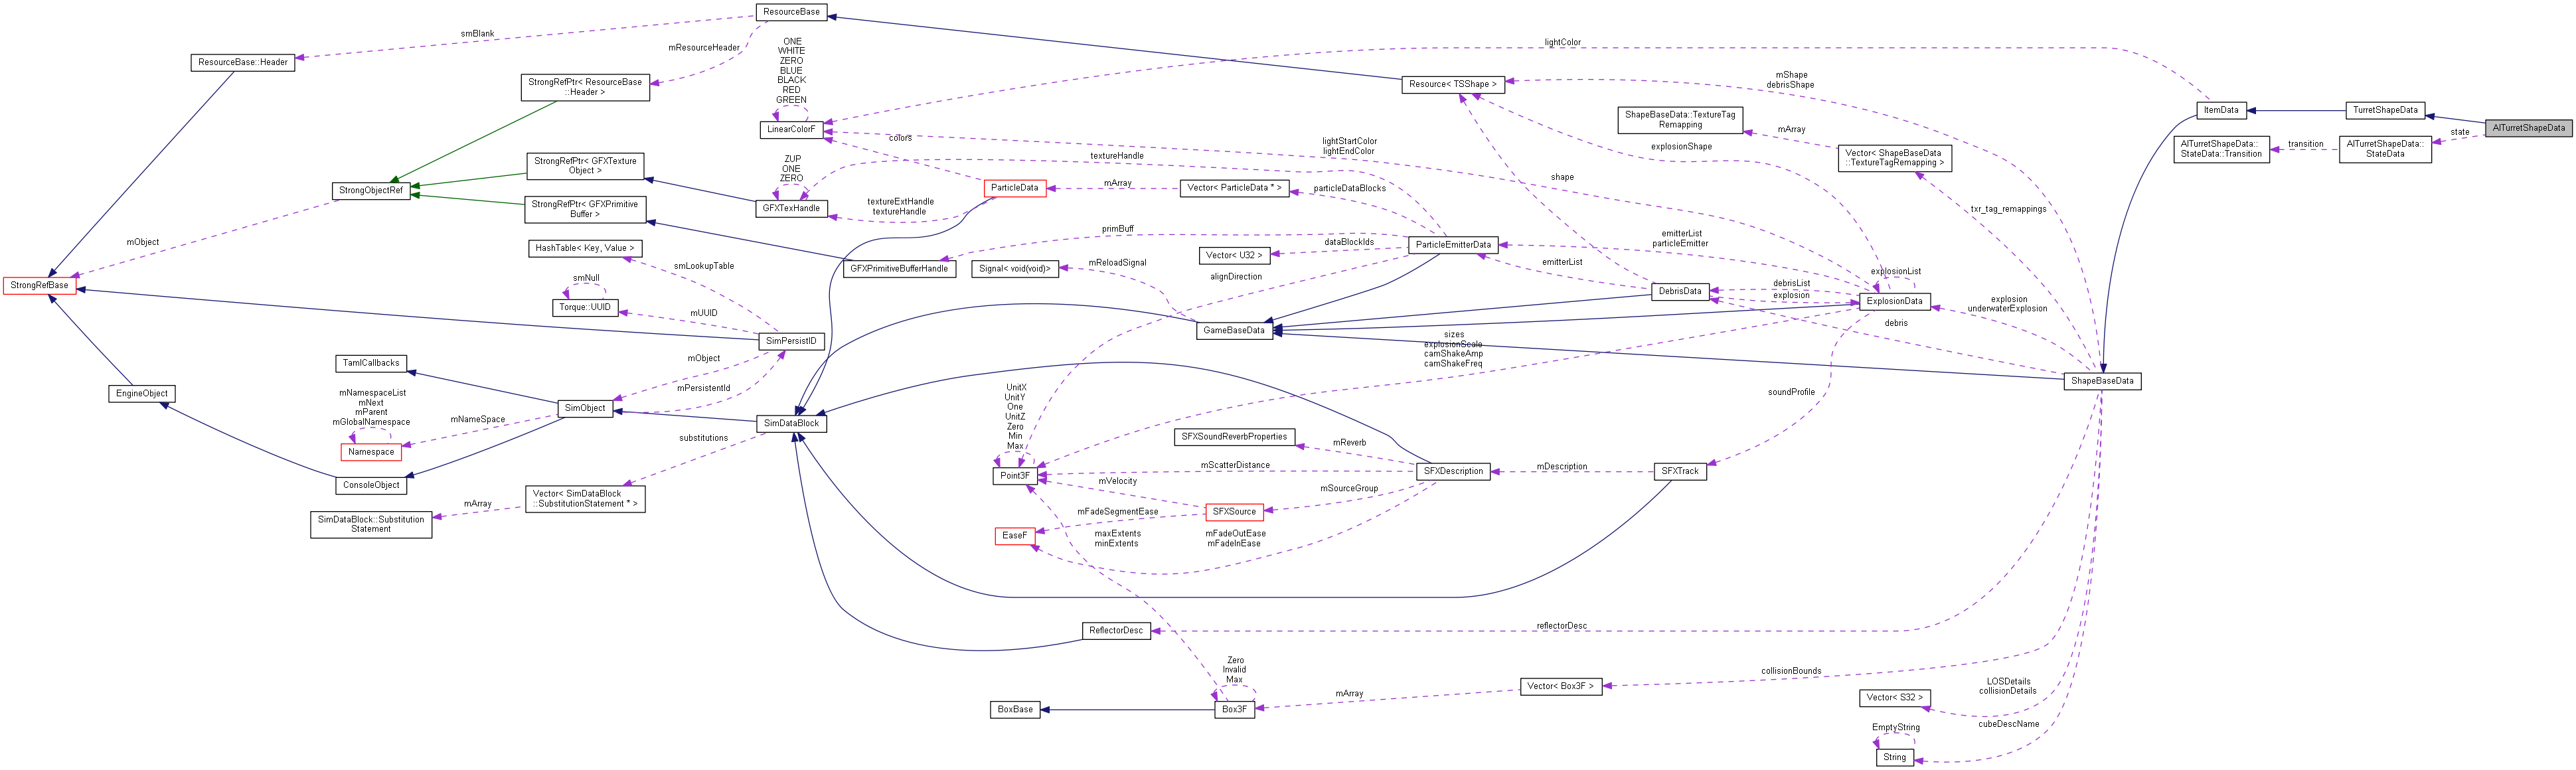 ResourceBase
smBlank
ResourceBase::Header
mResourceHeader
StrongRefPtr< ResourceBase
::Header >
ONE
WHITE
ZERO
BLUE
BLACK
RED
GREEN
LinearColorF
lightColor
Resource< TSShape >
mShape
debrisShape
ItemData
TurretShapeData
AITurretShapeData
state
AITurretShapeData::
StateData
transition
AITurretShapeData::
StateData::Transition
ShapeBaseData::TextureTag
Remapping
mArray
Vector< ShapeBaseData
::TextureTagRemapping >
txr_tag_remappings
colors
lightStartColor
lightEndColor
explosionShape
shape
textureHandle
StrongRefPtr< GFXTexture
Object >
StrongObjectRef
StrongRefPtr< GFXPrimitive
Buffer >
ZUP
ONE
ZERO
GFXTexHandle
textureExtHandle
textureHandle
ParticleData
mArray
Vector< ParticleData * >
particleDataBlocks
mObject
primBuff
GFXPrimitiveBufferHandle
HashTable< Key, Value >
smLookupTable
Signal< void(void)>
mReloadSignal
Vector< U32 >
dataBlockIds
ParticleEmitterData
emitterList
particleEmitter
alignDirection
emitterList
StrongRefBase
smNull
Torque::UUID
mUUID
SimPersistID
GameBaseData
DebrisData
debrisList
explosion
explosionList
ExplosionData
explosion
underwaterExplosion
debris
sizes
explosionScale
camShakeAmp
camShakeFreq
ShapeBaseData
TamlCallbacks
mObject
mPersistentId
EngineObject
mNamespaceList
mNext
mParent
mGlobalNamespace
Namespace
mNameSpace
SimObject
SimDataBlock
substitutions
ConsoleObject
UnitX
UnitY
One
UnitZ
Zero
Min
Max
Point3F
soundProfile
SFXSoundReverbProperties
mReverb
mScatterDistance
SFXDescription
mDescription
SFXTrack
mVelocity
mSourceGroup
SFXSource
mFadeSegmentEase
EaseF
mFadeOutEase
mFadeInEase
maxExtents
minExtents
SimDataBlock::Substitution
Statement
mArray
Vector< SimDataBlock
::SubstitutionStatement * >
ReflectorDesc
reflectorDesc
Zero
Invalid
Max
BoxBase
Box3F
mArray
Vector< Box3F >
collisionBounds
Vector< S32 >
LOSDetails
collisionDetails
cubeDescName
EmptyString
String